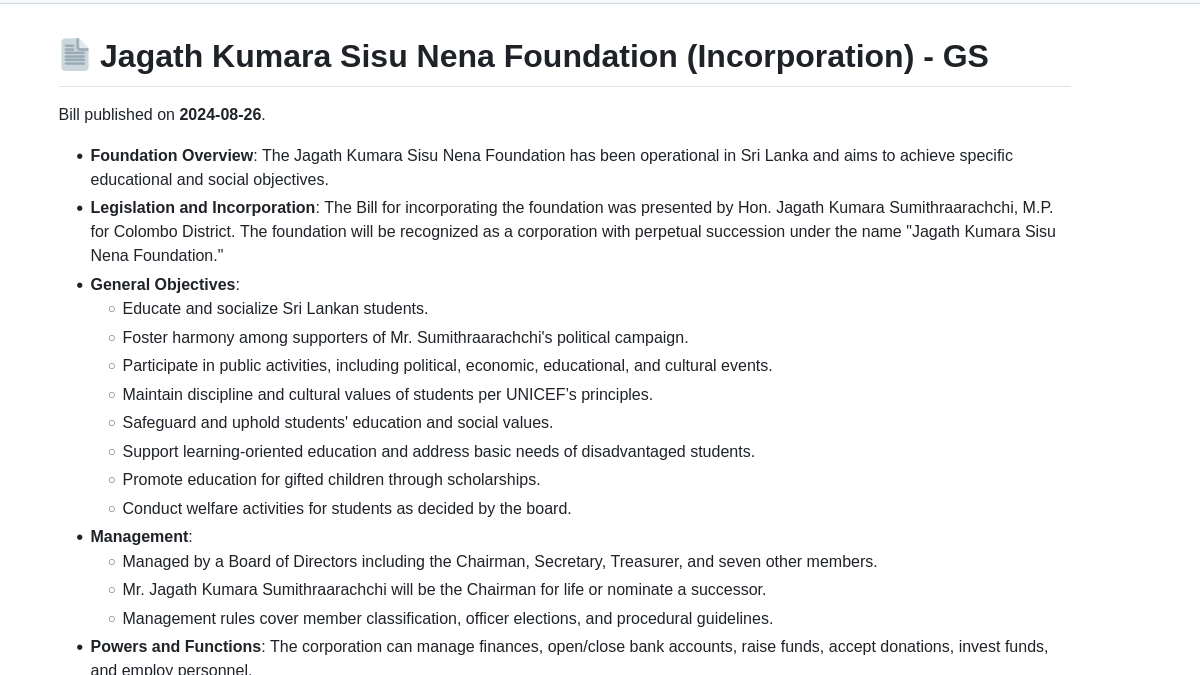 Jagath Kumara Sisu Nena Foundation (Incorporation) - GS
Bill published on 2024-08-26.
• Foundation Overview: The Jagath Kumara Sisu Nena Foundation has been operational in Sri Lanka and aims to achieve specific
educational and social objectives.
• Legislation and Incorporation: The Bill for incorporating the foundation was presented by Hon. Jagath Kumara Sumithraarachchi, M.P.
for Colombo District. The foundation will be recognized as a corporation with perpetual succession under the name "Jagath Kumara Sisu
Nena Foundation."
• General Objectives:
○ Educate and socialize Sri Lankan students.
○ Foster harmony among supporters of Mr. Sumithraarachchi's political campaign.
○ Participate in public activities, including political, economic, educational, and cultural events.
○ Maintain discipline and cultural values of students per UNICEF’s principles.
○ Safeguard and uphold students' education and social values.
○ Support learning-oriented education and address basic needs of disadvantaged students.
○ Promote education for gifted children through scholarships.
○ Conduct welfare activities for students as decided by the board.
• Management:
○ Managed by a Board of Directors including the Chairman, Secretary, Treasurer, and seven other members.
○ Mr. Jagath Kumara Sumithraarachchi will be the Chairman for life or nominate a successor.
○ Management rules cover member classification, officer elections, and procedural guidelines.
• Powers and Functions: The corporation can manage finances, open/close bank accounts, raise funds, accept donations, invest funds,
and employ personnel.